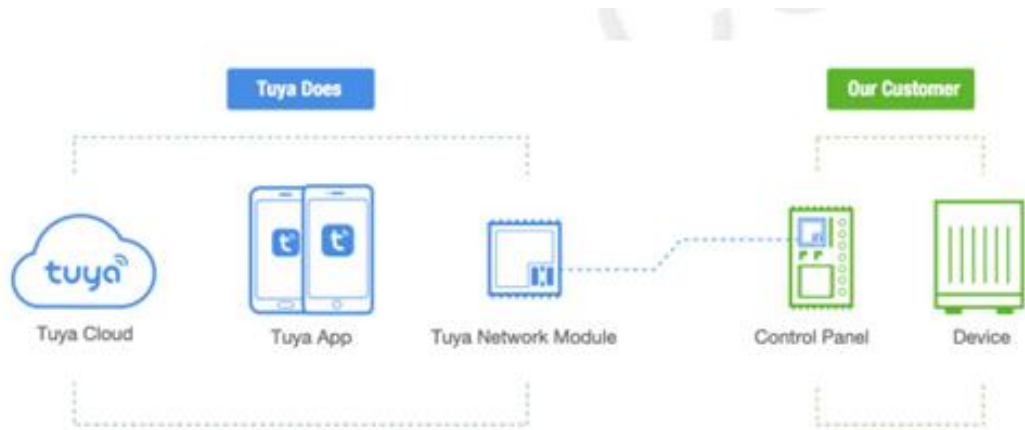 Tuya Does
Our Customer
tuya
Tuya Cloud
Tuya App
Tuya Network Module
Control Panel
Device